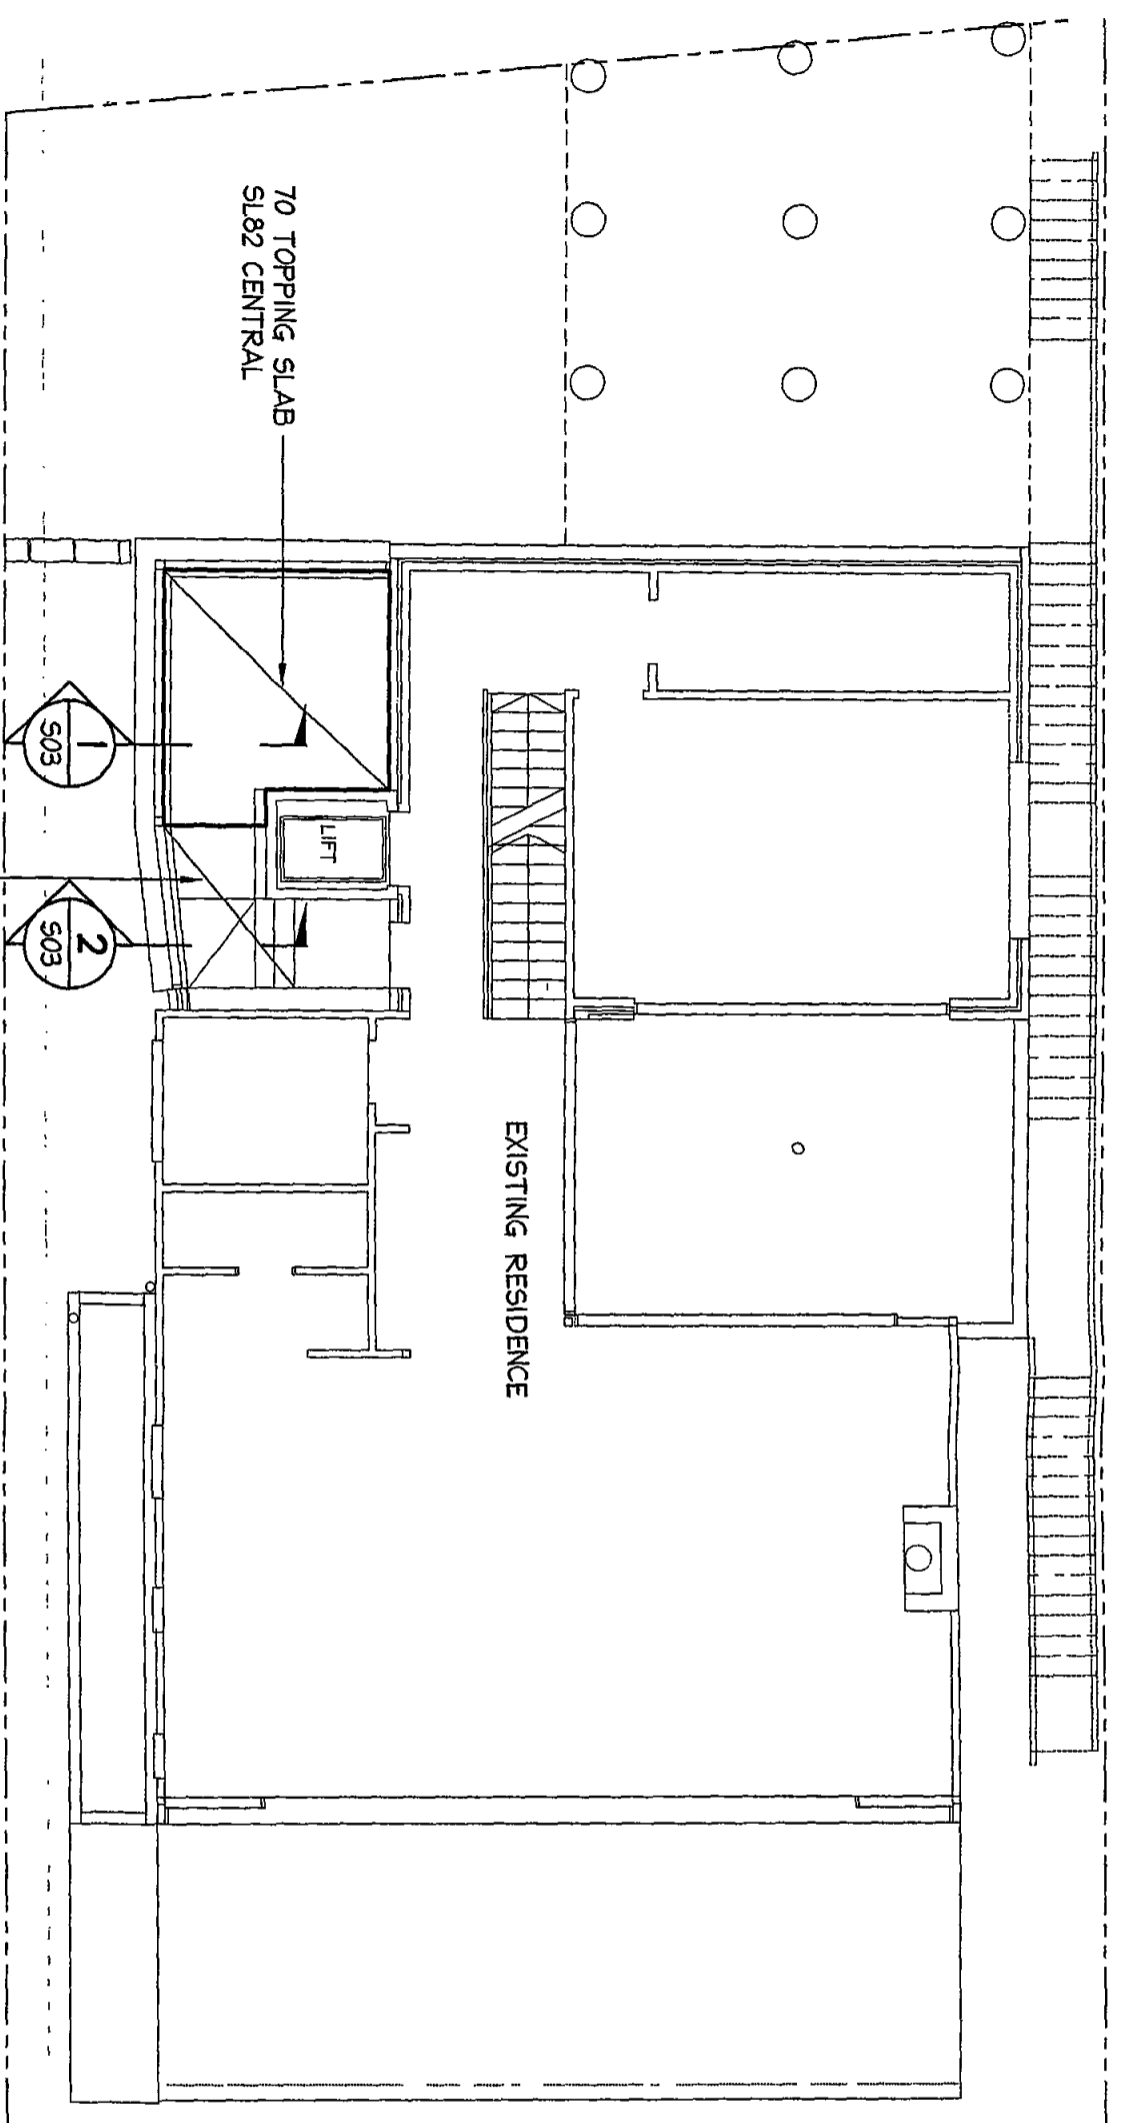 70 TOPPING SLAB
SL82 CENTRAL
1
S03
LIFT
2
S03
EXISTING RESIDENCE